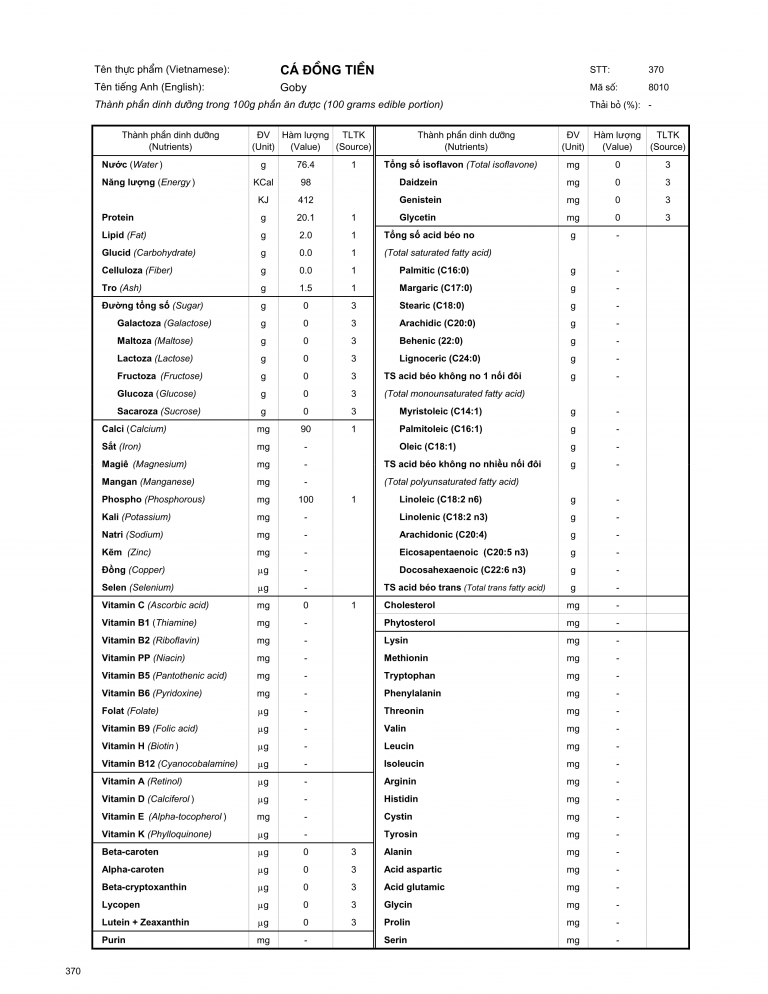 Tên thực phẩm (Vietnamese): CÁ ĐỒNG TIỀN STT: 370
Tên tiếng Anh (English): Goby Mã số: 8010
Thành phần dinh dưỡng trong 100g phần ăn được (100 grams edible portion) Thải bỏ (%): -
Thành phần dinh dưỡng ĐV Hàm lượng TLTK Thành phần dinh dưỡng ĐV Hàm lượng TLTK
(Nutrients) (Unit) (Value) (Source) (Nutrients) (Unit) (Value) (Source)
Nước (Water) g 76.4 1 Tổng số isoflavon (Total isoflavone) mg 0 3
Năng lượng (Energy) KCal 98 Daidzein mg 0 3
KJ 412 Genistein mg 0 3
Protein g 20.1 1 Glycetin mg 0 3
Lipid (Fat) g 2.0 1 Tổng số acid béo no g -
Glucid (Carbohydrate) g 0.0 1 (Total saturated fatty acid)
Celluloza (Fiber) g 0.0 1 Palmitic (C16:0) g -
Tro (Ash) g 1.5 1 Margaric (C17:0) g -
Đường tổng số (Sugar) g 0 3 Stearic (C18:0) g -
Galactoza (Galactose) g 0 3 Arachidic (C20:0) g -
Maltoza (Maltose) g 0 3 Behenic (22:0) g -
Lactoza (Lactose) g 0 3 Lignoceric (C24:0) g -
Fructoza (Fructose) g 0 3 TS acid béo không no 1 nối đôi g -
Glucoza (Glucose) g 0 3 (Total monounsaturated fatty acid)
Sacaroza (Sucrose) g 0 3 Myristoleic (C14:1) g -
Calci (Calcium) mg 90 1 Palmitoleic (C16:1) g -
Sắt (Iron) mg - Oleic (C18:1) g -
Magiê (Magnesium) mg - TS acid béo không no nhiều nối đôi g -
Mangan (Manganese) mg - (Total polyunsaturated fatty acid)
Phospho (Phosphorous) mg 100 1 Linoleic (C18:2 n6) g -
Kali (Potassium) mg - Linolenic (C18:2 n3) g -
Natri (Sodium) mg - Arachidonic (C20:4) g -
Kẽm (Zinc) mg - Eicosapentaenoic (C20:5 n3) g -
Đồng (Copper) μg - Docosahexaenoic (C22:6 n3) g -
Selen (Selenium) μg - TS acid béo trans (Total trans fatty acid) g -
Vitamin C (Ascorbic acid) mg 0 1 Cholesterol mg -
Vitamin B1 (Thiamine) mg - Phytosterol mg -
Vitamin B2 (Riboflavin) mg - Lysin mg -
Vitamin PP (Niacin) mg - Methionin mg -
Vitamin B5 (Pantothenic acid) mg - Tryptophan mg -
Vitamin B6 (Pyridoxine) mg - Phenylalanin mg -
Folat (Folate) μg - Threonin mg -
Vitamin B9 (Folic acid) μg - Valin mg -
Vitamin H (Biotin) μg - Leucin mg -
Vitamin B12 (Cyanocobalamine) μg - Isoleucin mg -
Vitamin A (Retinol) μg - Arginin mg -
Vitamin D (Calciferol) μg - Histidin mg -
Vitamin E (Alpha-tocopherol) mg - Cystin mg -
Vitamin K (Phylloquinone) μg - Tyrosin mg -
Beta-caroten μg 0 3 Alanin mg -
Alpha-caroten μg 0 3 Acid aspartic mg -
Beta-cryptoxanthin μg 0 3 Acid glutamic mg -
Lycopen μg 0 3 Glycin mg -
Lutein + Zeaxanthin μg 0 3 Prolin mg -
Purin mg - Serin mg -
370